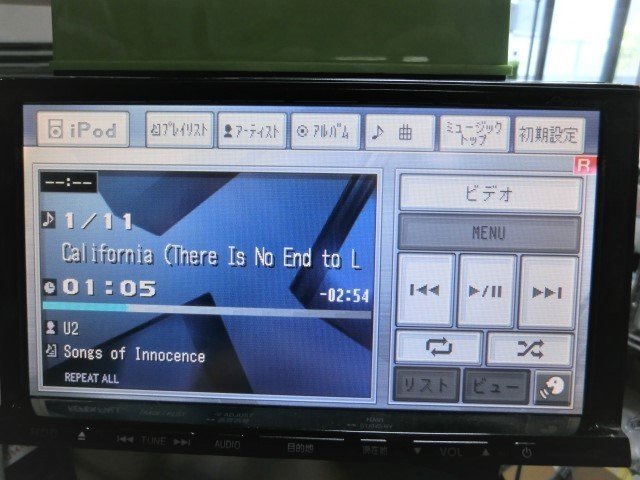 iPod
プレイリスト
アーティスト
アルバム
曲
ミュージック
トップ
初期設定
R
--:--
1/11
California (There Is No End to L
01:05
-02:54
U2
Songs of Innocence
REPEAT ALL
ビデオ
MENU
リスト
ビュー
TUNE
AUDIO
目的地
現在地
VOL